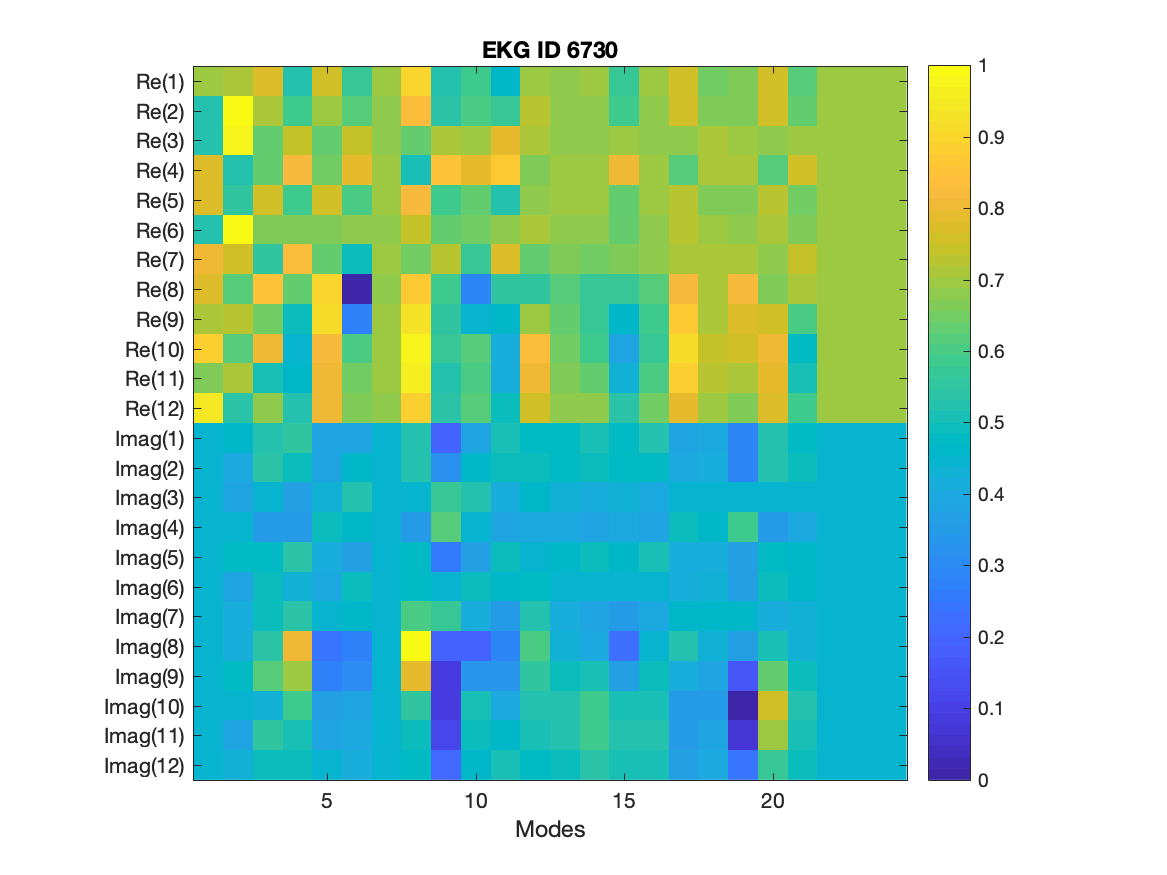 EKG ID 6730
Re(1)
Re(2)
Re(3)
Re(4)
Re(5)
Re(6)
Re(7)
Re(8)
Re(9)
Re(10)
Re(11)
Re(12)
Imag(1)
Imag(2)
Imag(3)
Imag(4)
Imag(5)
Imag(6)
Imag(7)
Imag(8)
Imag(9)
Imag(10)
Imag(11)
Imag(12)
5 10 15 20
Modes
1
0.9
0.8
0.7
0.6
0.5
0.4
0.3
0.2
0.1
0